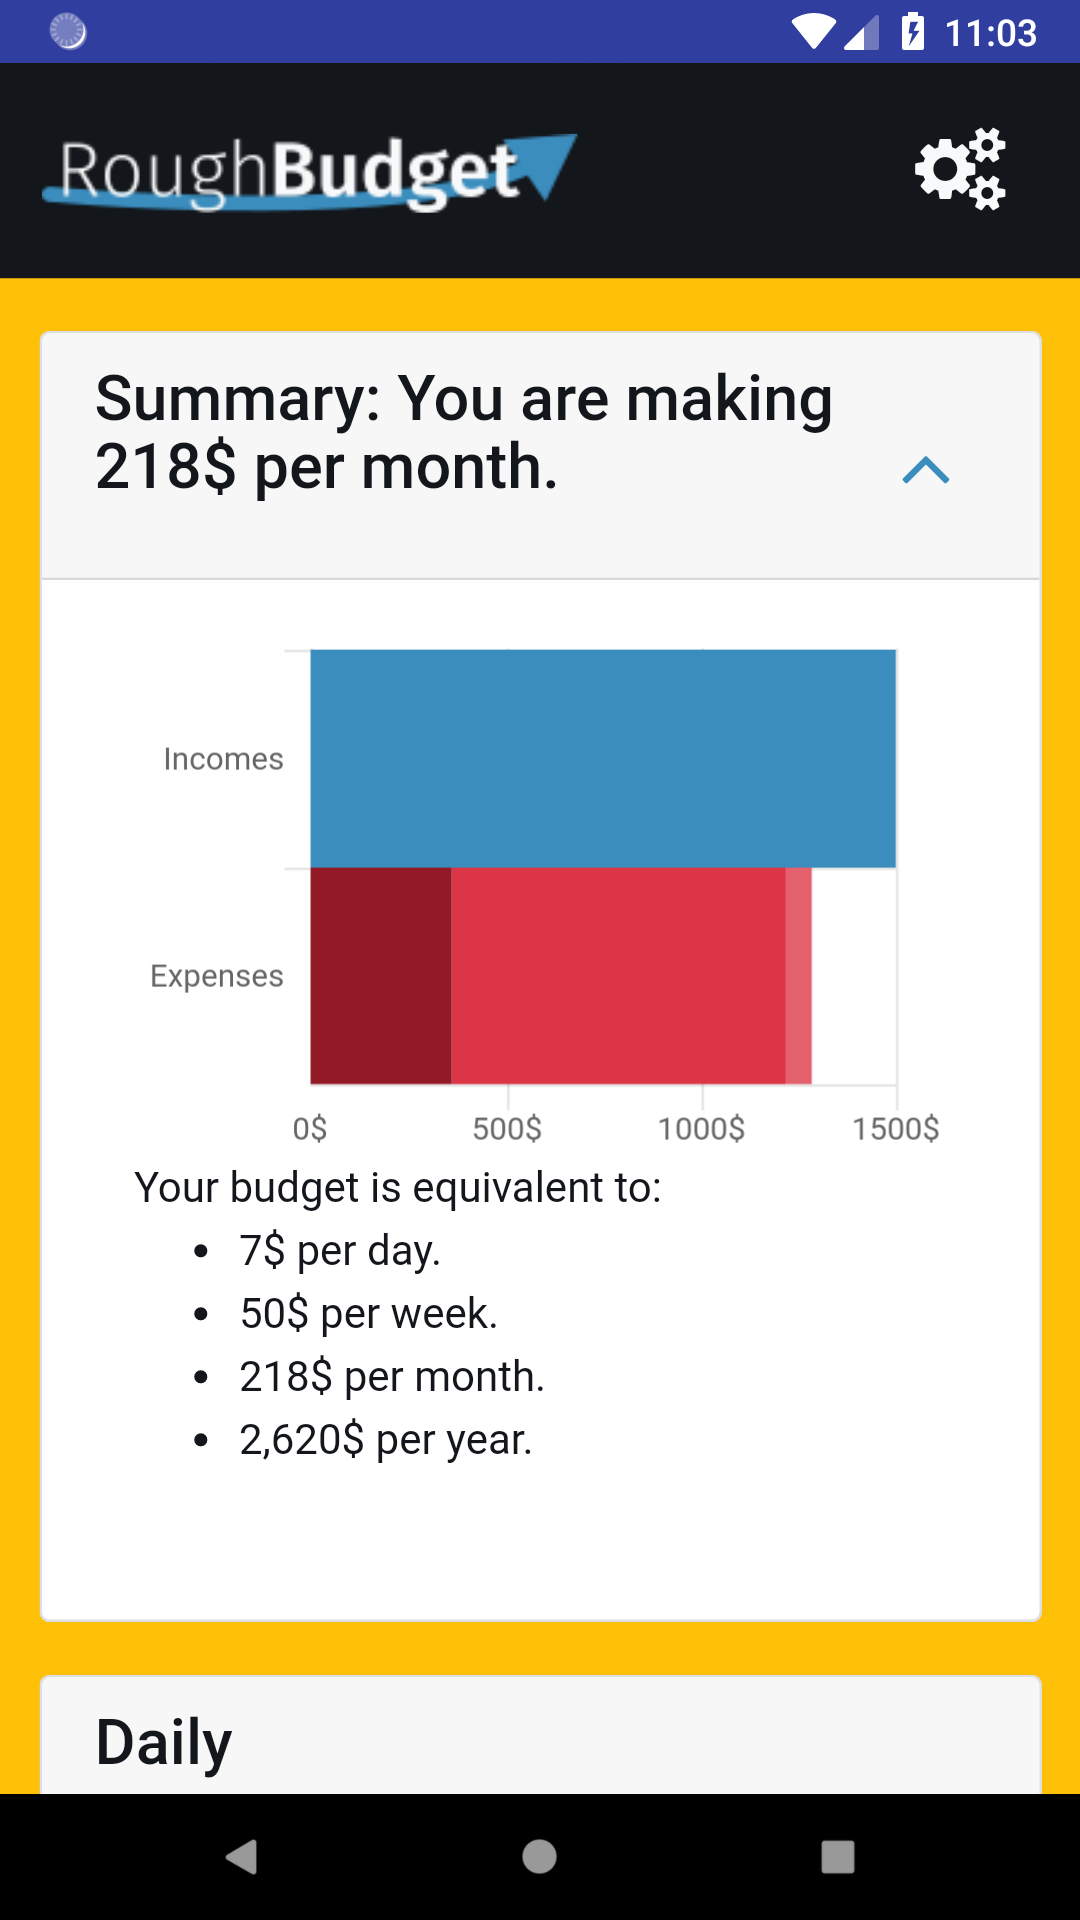 11:03
RoughBudget
Summary: You are making
218$ per month.
Incomes
Expenses
0$ 500$ 1000$ 1500$
Your budget is equivalent to:
• 7$ per day.
• 50$ per week.
• 218$ per month.
• 2,620$ per year.
Daily